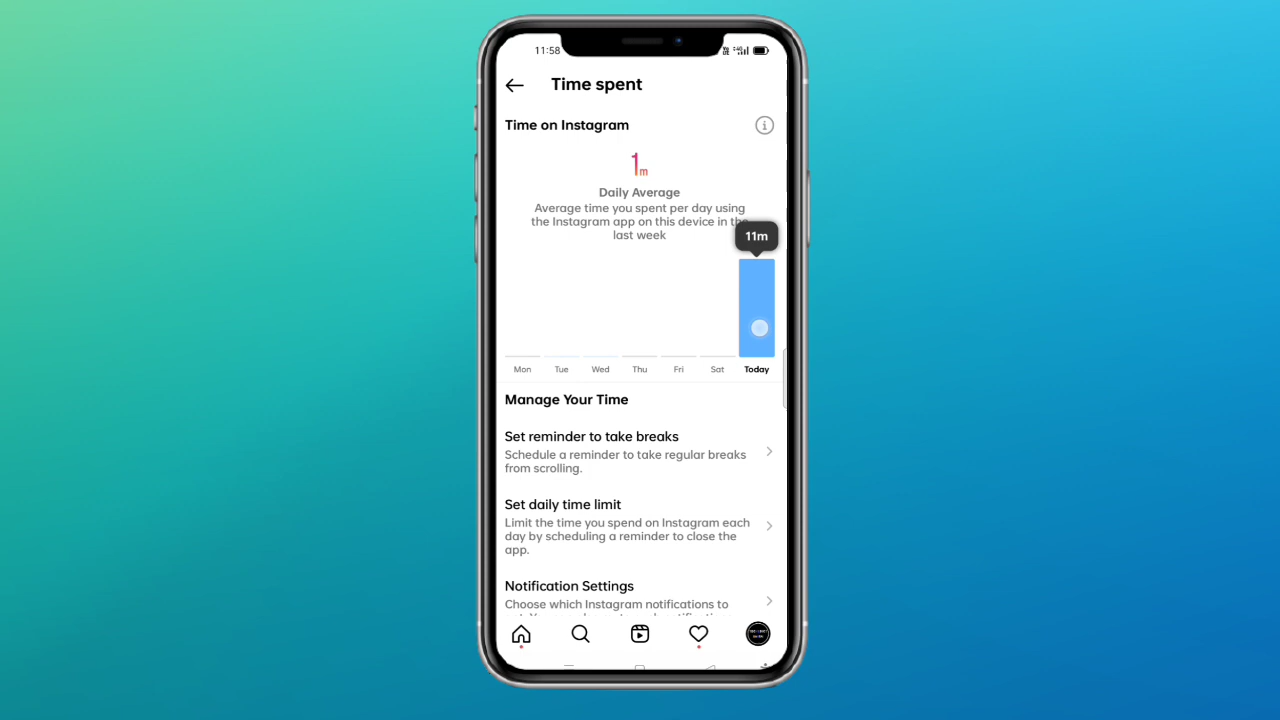 11:58
Time spent
Time on Instagram
1m
Daily Average
Average time you spent per day using
the Instagram app on this device in the
last week
11m
Mon Tue Wed Thu Fri Sat Today
Manage Your Time
Set reminder to take breaks
Schedule a reminder to take regular breaks
from scrolling.
Set daily time limit
Limit the time you spend on Instagram each
day by scheduling a reminder to close the
app.
Notification Settings
Choose which Instagram notifications to